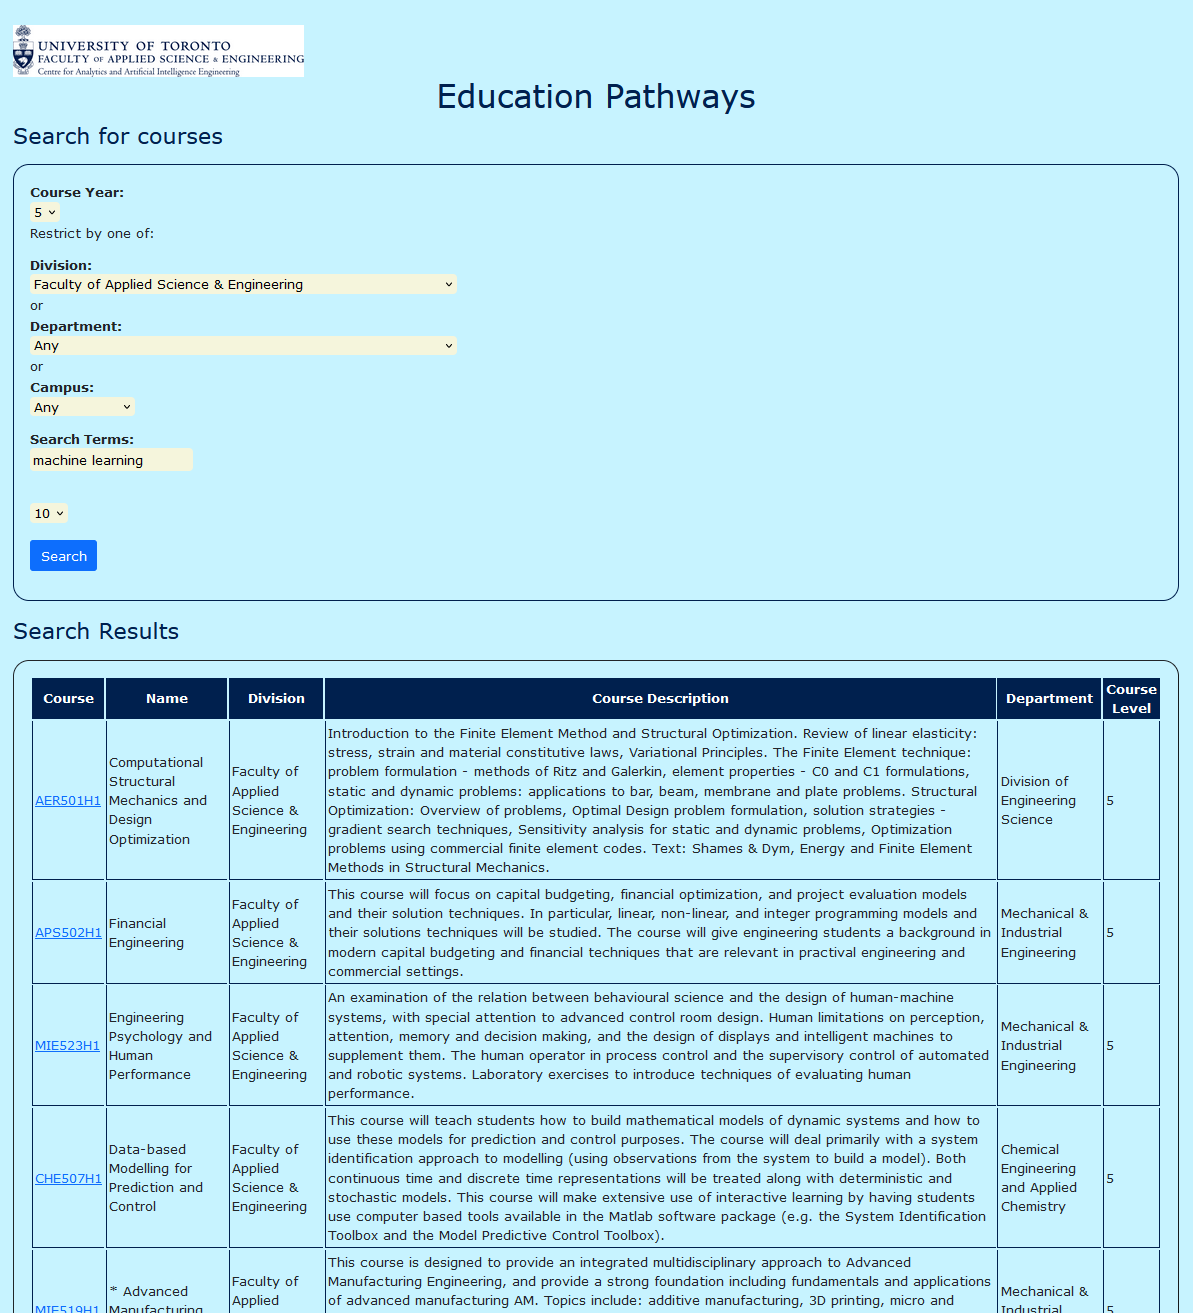 UNIVERSITY OF TORONTO
FACULTY OF APPLIED SCIENCE & ENGINEERING
Centre for Analytics and Artificial Intelligence Engineering
Education Pathways
Search for courses
Course Year:
5
Restrict by one of:
Division:
Faculty of Applied Science & Engineering
or
Department:
Any
or
Campus:
Any
Search Terms:
machine learning
10
Search
Search Results
Course Name Division Course Description Department Course Level
AER501H1
Computational
Structural
Mechanics and
Design
Optimization
Faculty of
Applied
Science &
Engineering
Introduction to the Finite Element Method and Structural Optimization. Review of linear elasticity:
stress, strain and material constitutive laws, Variational Principles. The Finite Element technique:
problem formulation - methods of Ritz and Galerkin, element properties - C0 and C1 formulations,
static and dynamic problems: applications to bar, beam, membrane and plate problems. Structural
Optimization: Overview of problems, Optimal Design problem formulation, solution strategies -
gradient search techniques, Sensitivity analysis for static and dynamic problems, Optimization
problems using commercial finite element codes. Text: Shames & Dym, Energy and Finite Element
Methods in Structural Mechanics.
Division of
Engineering
Science
5
APS502H1
Financial
Engineering
Faculty of
Applied
Science &
Engineering
This course will focus on capital budgeting, financial optimization, and project evaluation models
and their solution techniques. In particular, linear, non-linear, and integer programming models and
their solutions techniques will be studied. The course will give engineering students a background in
modern capital budgeting and financial techniques that are relevant in practival engineering and
commercial settings.
Mechanical &
Industrial
Engineering
5
MIE523H1
Engineering
Psychology and
Human
Performance
Faculty of
Applied
Science &
Engineering
An examination of the relation between behavioural science and the design of human-machine
systems, with special attention to advanced control room design. Human limitations on perception,
attention, memory and decision making, and the design of displays and intelligent machines to
supplement them. The human operator in process control and the supervisory control of automated
and robotic systems. Laboratory exercises to introduce techniques of evaluating human
performance.
Mechanical &
Industrial
Engineering
5
CHE507H1
Data-based
Modelling for
Prediction and
Control
Faculty of
Applied
Science &
Engineering
This course will teach students how to build mathematical models of dynamic systems and how to
use these models for prediction and control purposes. The course will deal primarily with a system
identification approach to modelling (using observations from the system to build a model). Both
continuous time and discrete time representations will be treated along with deterministic and
stochastic models. This course will make extensive use of interactive learning by having students
use computer based tools available in the Matlab software package (e.g. the System Identification
Toolbox and the Model Predictive Control Toolbox).
Chemical
Engineering
and Applied
Chemistry
5
MIE519H1
* Advanced
Manufacturing
Faculty of
Applied
This course is designed to provide an integrated multidisciplinary approach to Advanced
Manufacturing Engineering, and provide a strong foundation including fundamentals and applications
of advanced manufacturing AM. Topics include: additive manufacturing, 3D printing, micro and
Mechanical &
Industrial
5